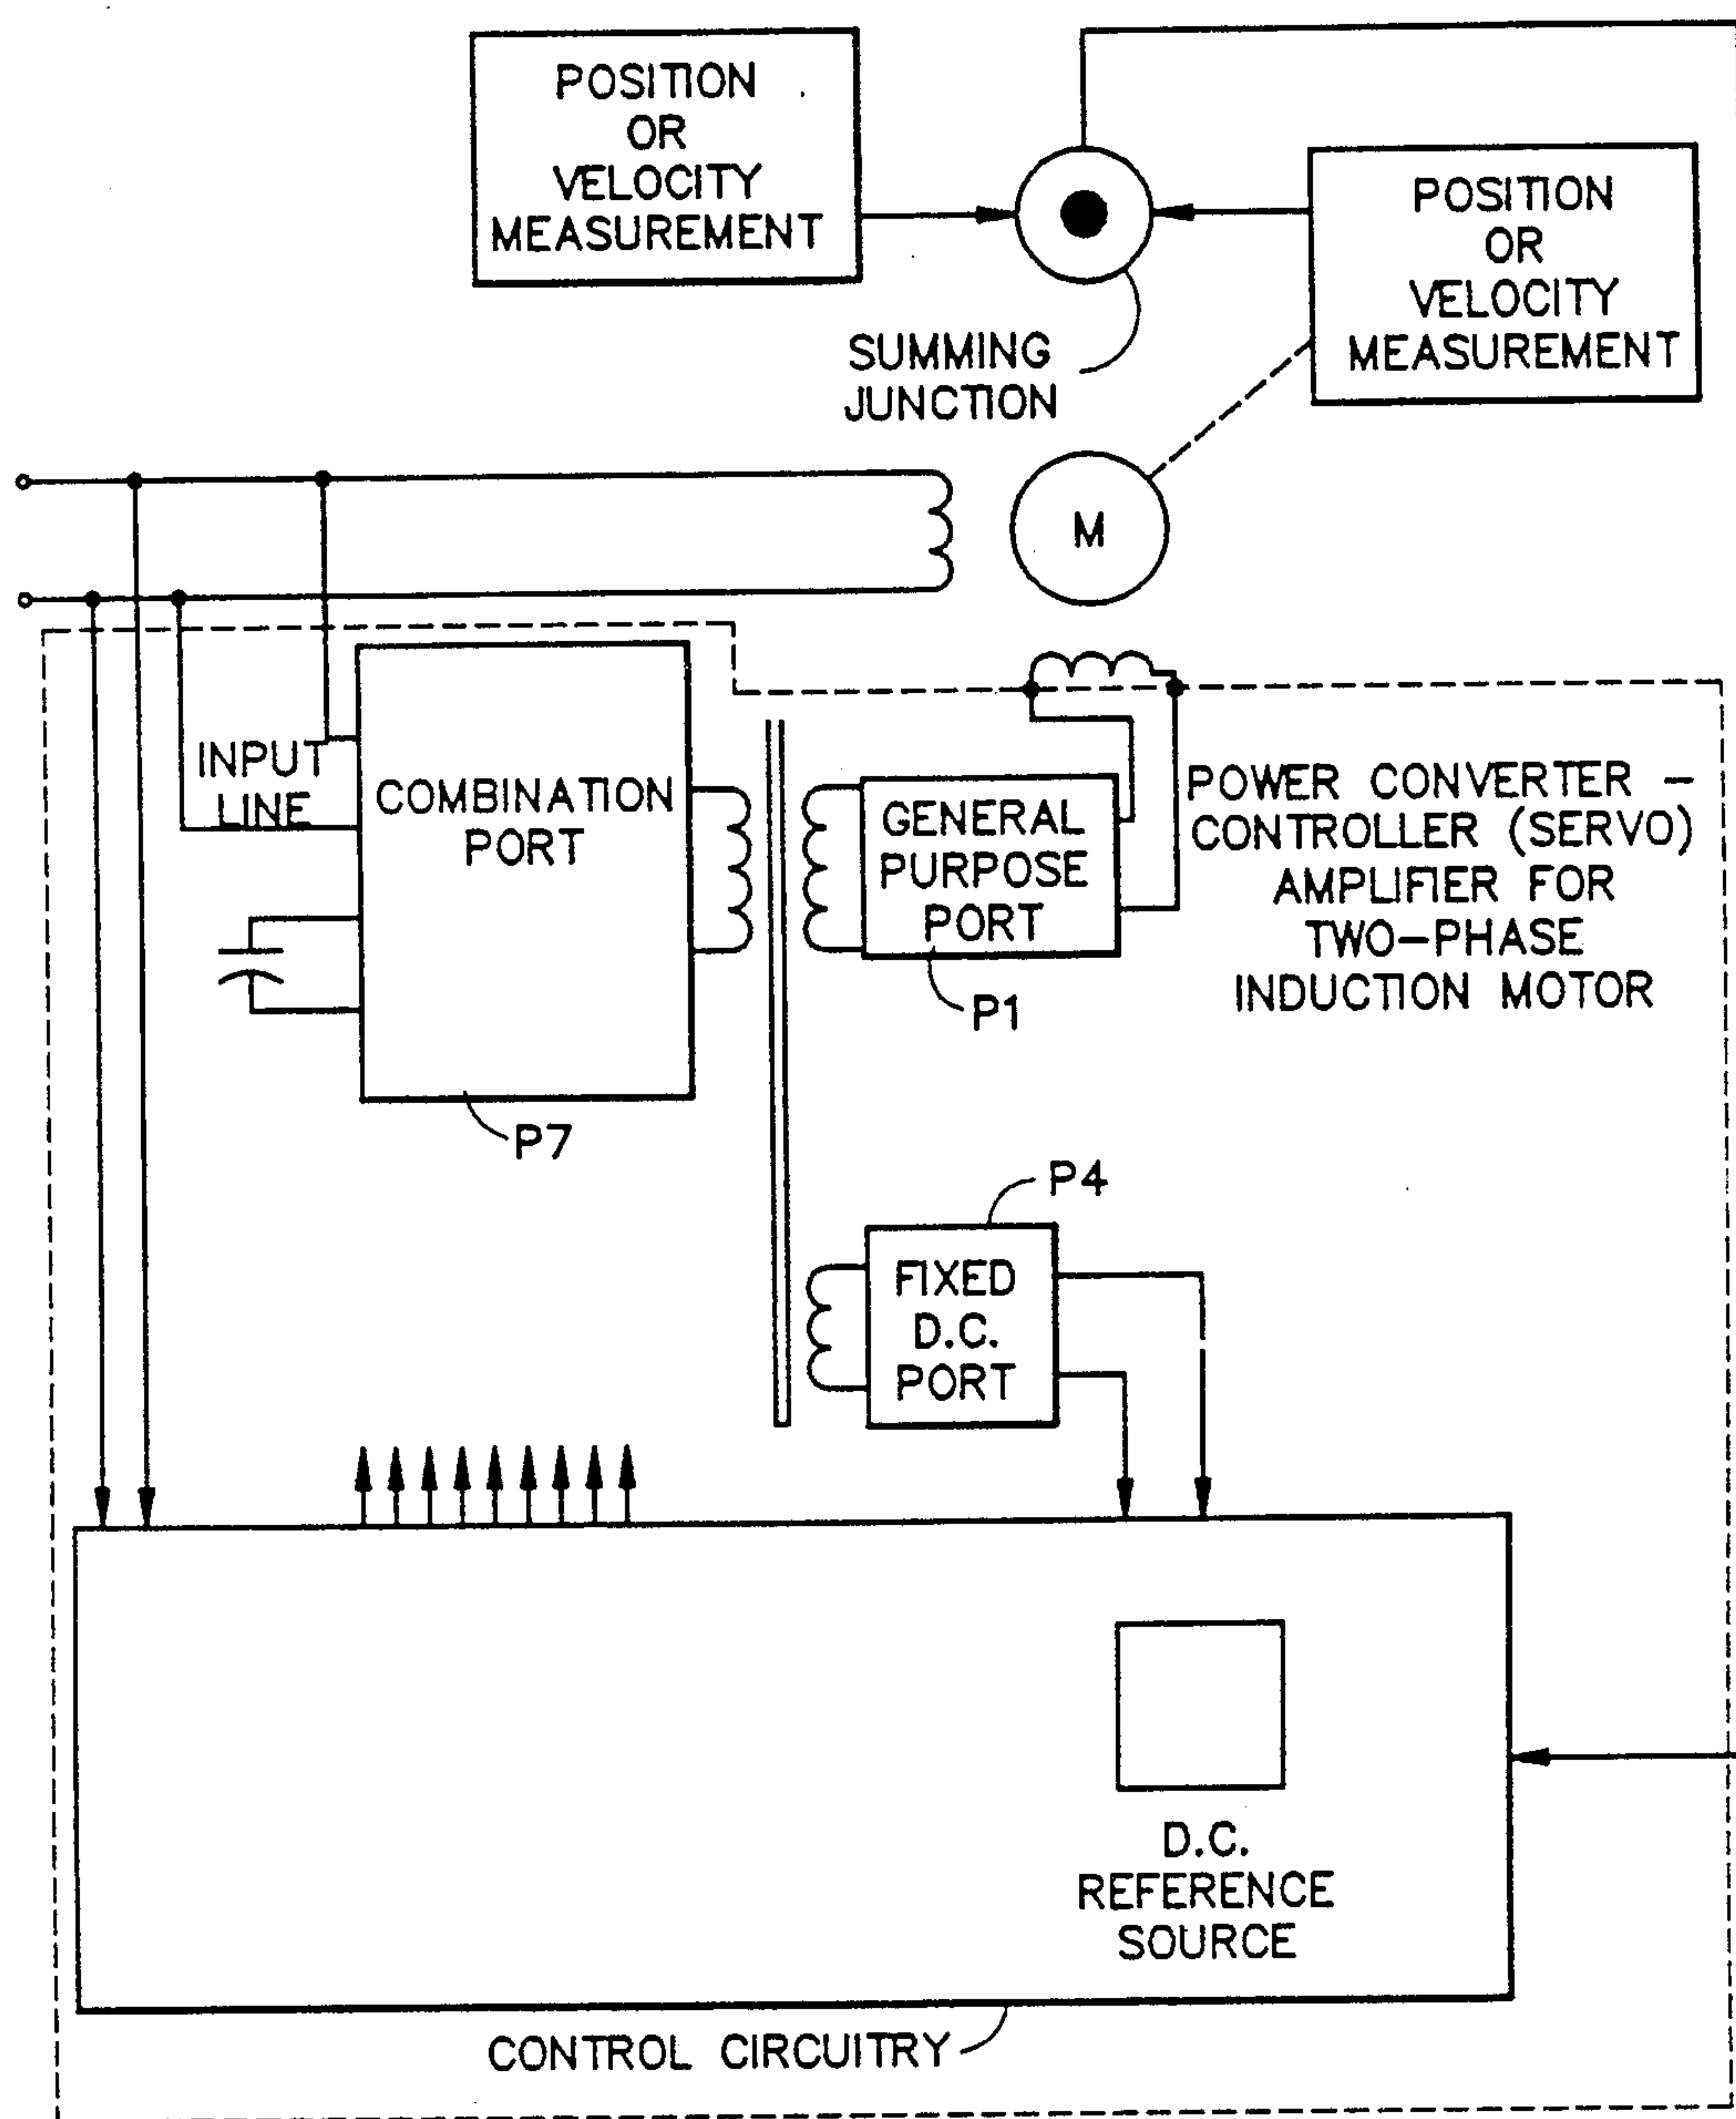 POSITION
OR
VELOCITY
MEASUREMENT
POSITION
OR
VELOCITY
MEASUREMENT
SUMMING
JUNCTION
M
INPUT
LINE
COMBINATION
PORT
GENERAL
PURPOSE
PORT
POWER CONVERTER -
CONTROLLER (SERVO)
AMPLIFIER FOR
TWO-PHASE
INDUCTION MOTOR
P1
P7
P4
FIXED
D.C.
PORT
D.C.
REFERENCE
SOURCE
CONTROL CIRCUITRY